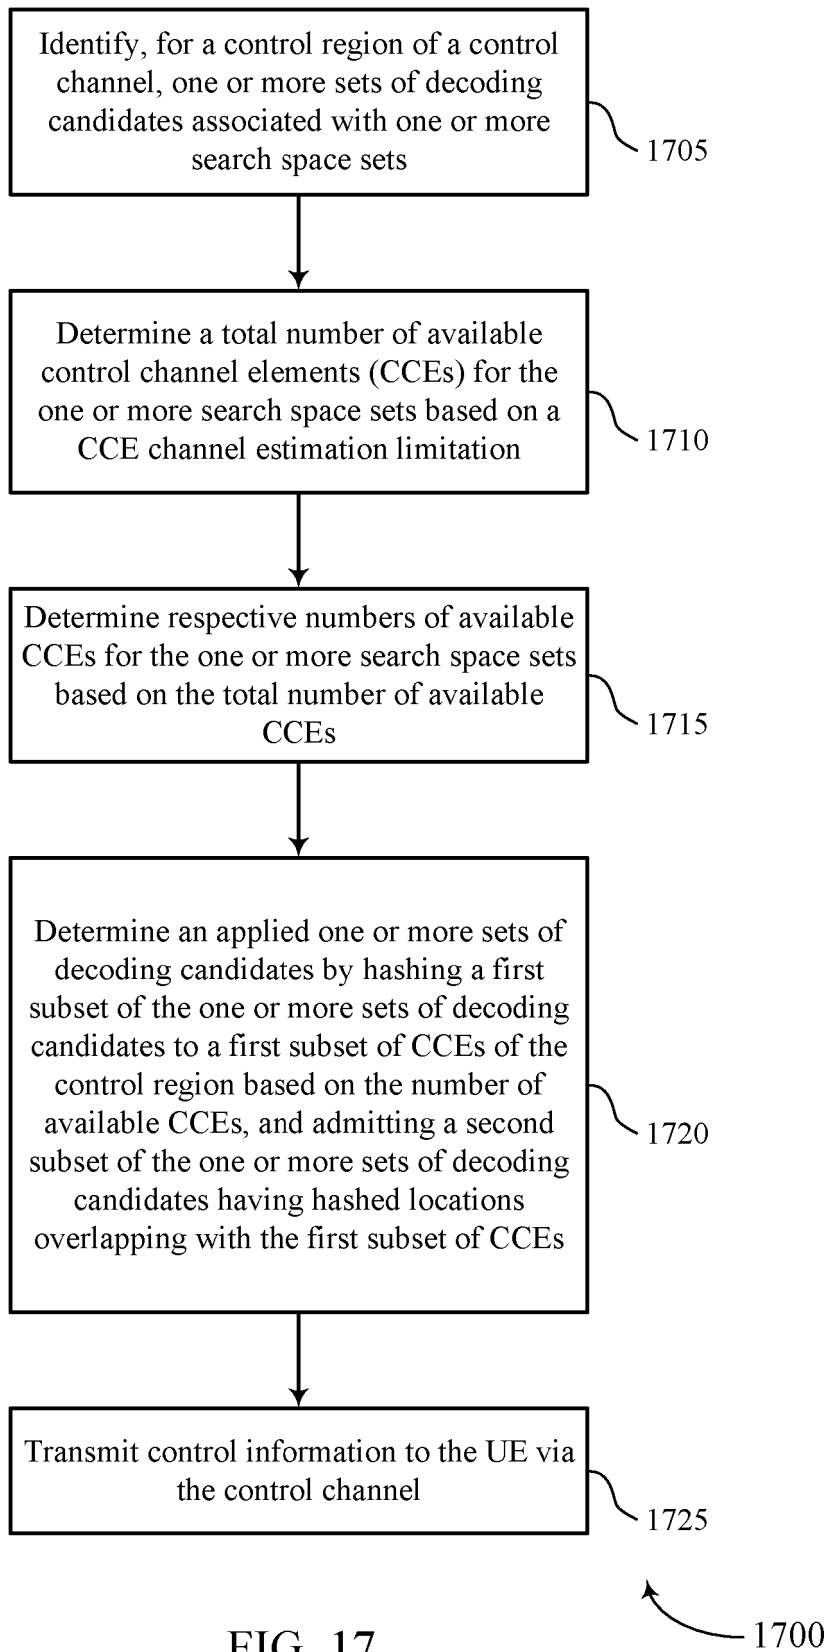 Identify, for a control region of a control
channel, one or more sets of decoding
candidates associated with one or more
search space sets
1705
Determine a total number of available
control channel elements (CCEs) for the
one or more search space sets based on a
CCE channel estimation limitation
1710
Determine respective numbers of available
CCEs for the one or more search space sets
based on the total number of available
CCEs
1715
Determine an applied one or more sets of
decoding candidates by hashing a first
subset of the one or more sets of decoding
candidates to a first subset of CCEs of the
control region based on the number of
available CCEs, and admitting a second
subset of the one or more sets of decoding
candidates having hashed locations
overlapping with the first subset of CCEs
1720
Transmit control information to the UE via
the control channel
1725
1700
FIG. 17